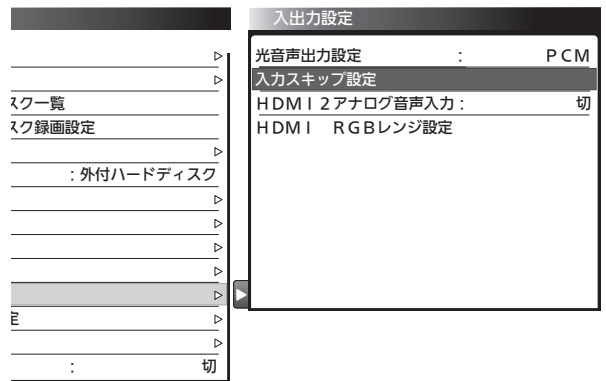 入出力設定
光音声出力設定 : PCM
入力スキップ設定
HDMI2アナログ音声入力 : 切
HDMI RGBレンジ設定
スク一覧
スク録画設定
: 外付ハードディスク
定
: 切